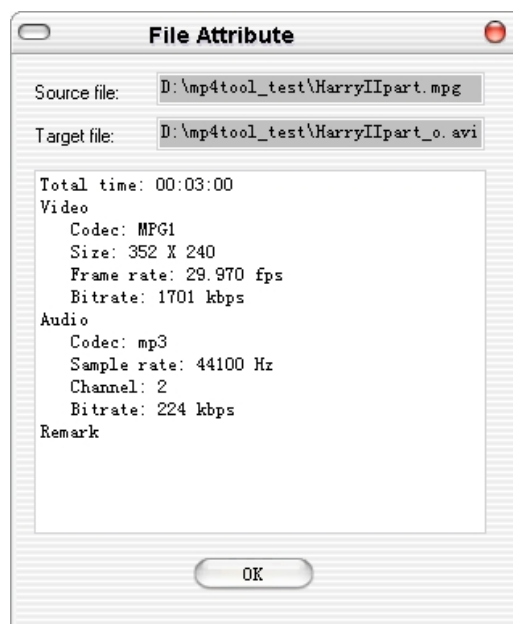 File Attribute
Source file: D:\mp4tool_test\HarryIIpart.mpg
Target file: D:\mp4tool_test\HarryIIpart_o.avi
Total time: 00:03:00
Video
Codec: MPG1
Size: 352 X 240
Frame rate: 29.970 fps
Bitrate: 1701 kbps
Audio
Codec: mp3
Sample rate: 44100 Hz
Channel: 2
Bitrate: 224 kbps
Remark
OK